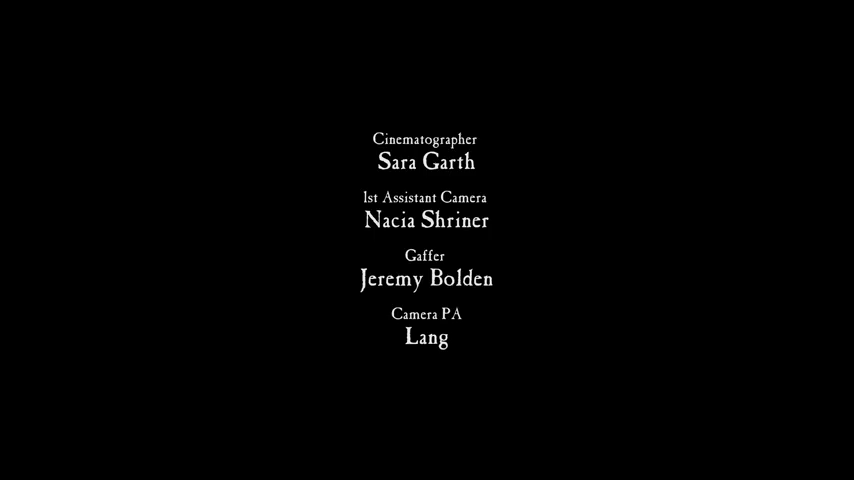 Cinematographer
Sara Garth
1st Assistant Camera
Nacia Shriner
Gaffer
Jeremy Bolden
Camera PA
Lang